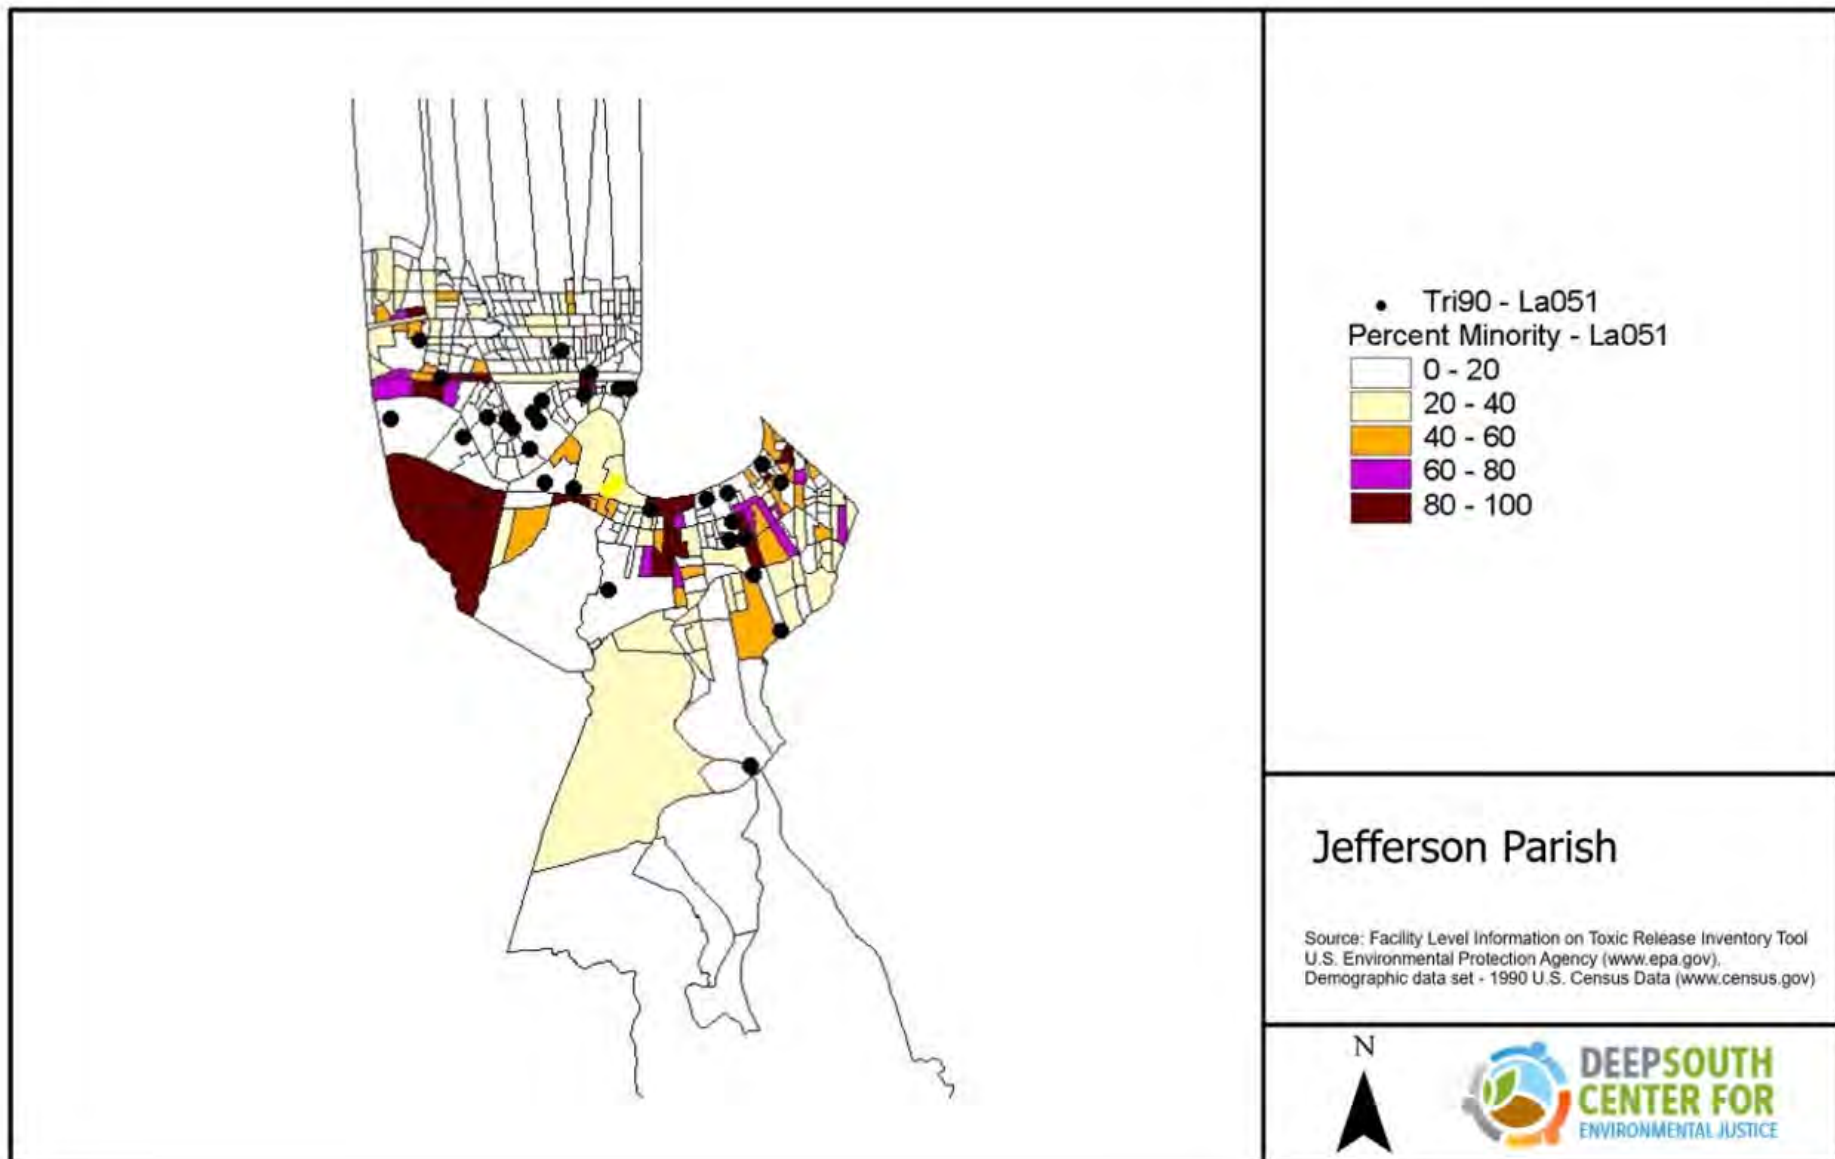 Tri90 - La051
Percent Minority - La051
0 - 20
20 - 40
40 - 60
60 - 80
80 - 100
Jefferson Parish
Source: Facility Level Information on Toxic Release Inventory Tool
U.S. Environmental Protection Agency (www.epa.gov).
Demographic data set - 1990 U.S. Census Data (www.census.gov)
N
DEEPSOUTH
CENTER FOR
ENVIRONMENTAL JUSTICE